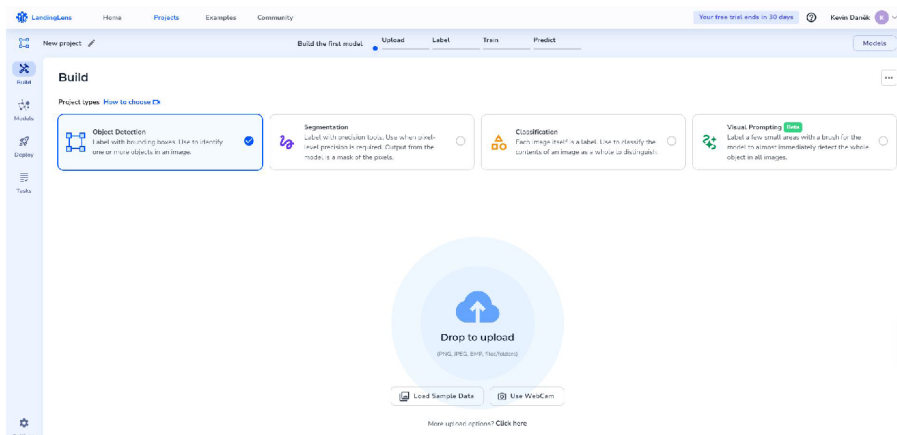 LandingLens Home Projects Examples Community Your free trial ends in 30 days Kevin Daněk K
New project Build the first model Upload Label Train Predict Models
Build
Build
Models
Deploy
Tasks
Project types How to choose
Object Detection
Label with bounding boxes. Use to identify
one or more objects in an image.
Segmentation
Label with precision tools. Use when pixel-
level precision is required. Output from the
model is a mask of the pixels.
Classification
Each image itself is a label. Use to classify the
contents of an image as a whole to distinguish.
Visual Prompting Beta
Label a few small areas with a brush for the
model to almost immediately detect the whole
object in all images.
Drop to upload
(PNG, JPEG, BMP, files/folders)
Load Sample Data Use WebCam
More upload options? Click here